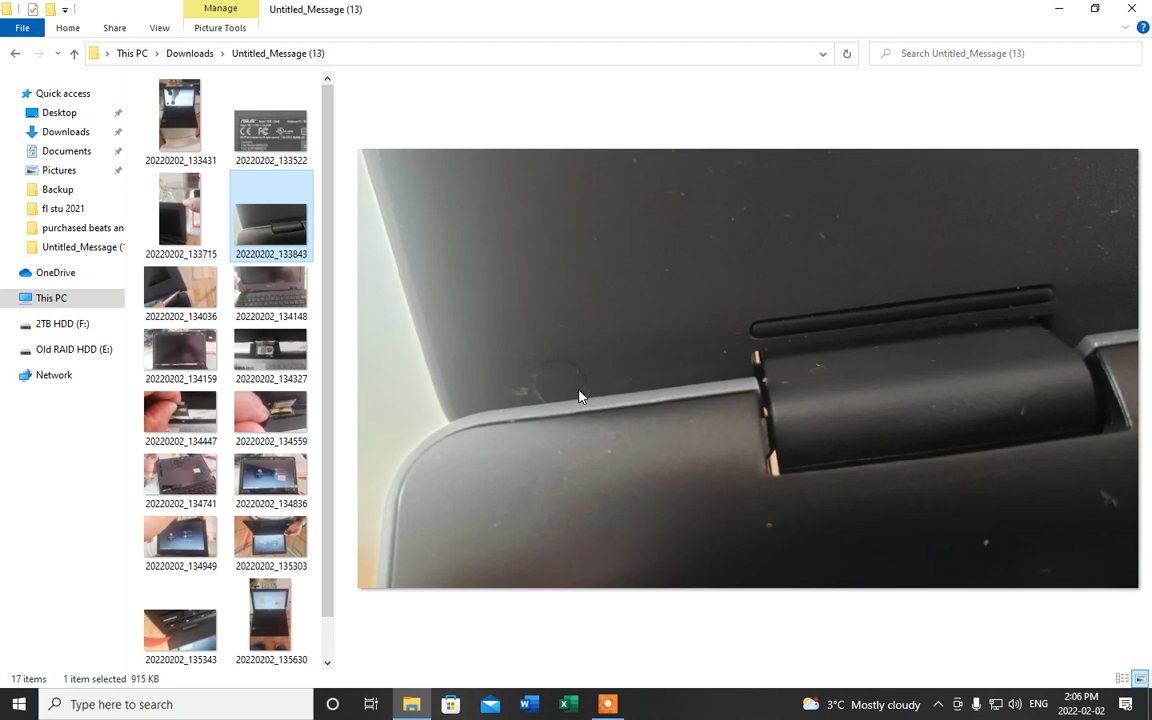 Manage
Untitled_Message (13)
File
Home
Share
View
Picture Tools
This PC
Downloads
Untitled_Message (13)
Search Untitled_Message (13)
Quick access
Desktop
Downloads
Documents
Pictures
Backup
fl stu 2021
purchased beats an
Untitled_Message (1
OneDrive
This PC
2TB HDD (F:)
Old RAID HDD (E:)
Network
20220202_133431
20220202_133522
20220202_133715
20220202_133843
20220202_134036
20220202_134148
20220202_134159
20220202_134327
20220202_134447
20220202_134559
20220202_134741
20220202_134836
20220202_134949
20220202_135303
20220202_135343
20220202_135630
17 items
1 item selected 915 KB
Type here to search
3°C Mostly cloudy
ENG
2:06 PM
2022-02-02